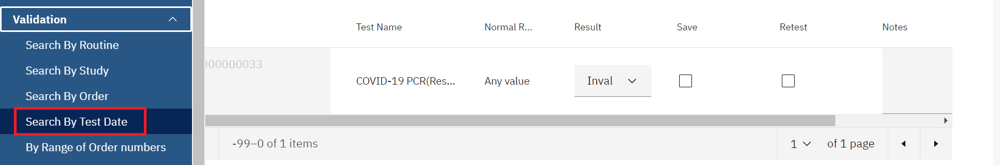 Validation
Search By Routine
Search By Study
Search By Order
Search By Test Date
By Range of Order numbers
Test Name Normal R... Result Save Retest Notes
000000033
COVID-19 PCR(Res... Any value Inval
-99–0 of 1 items 1 of 1 page